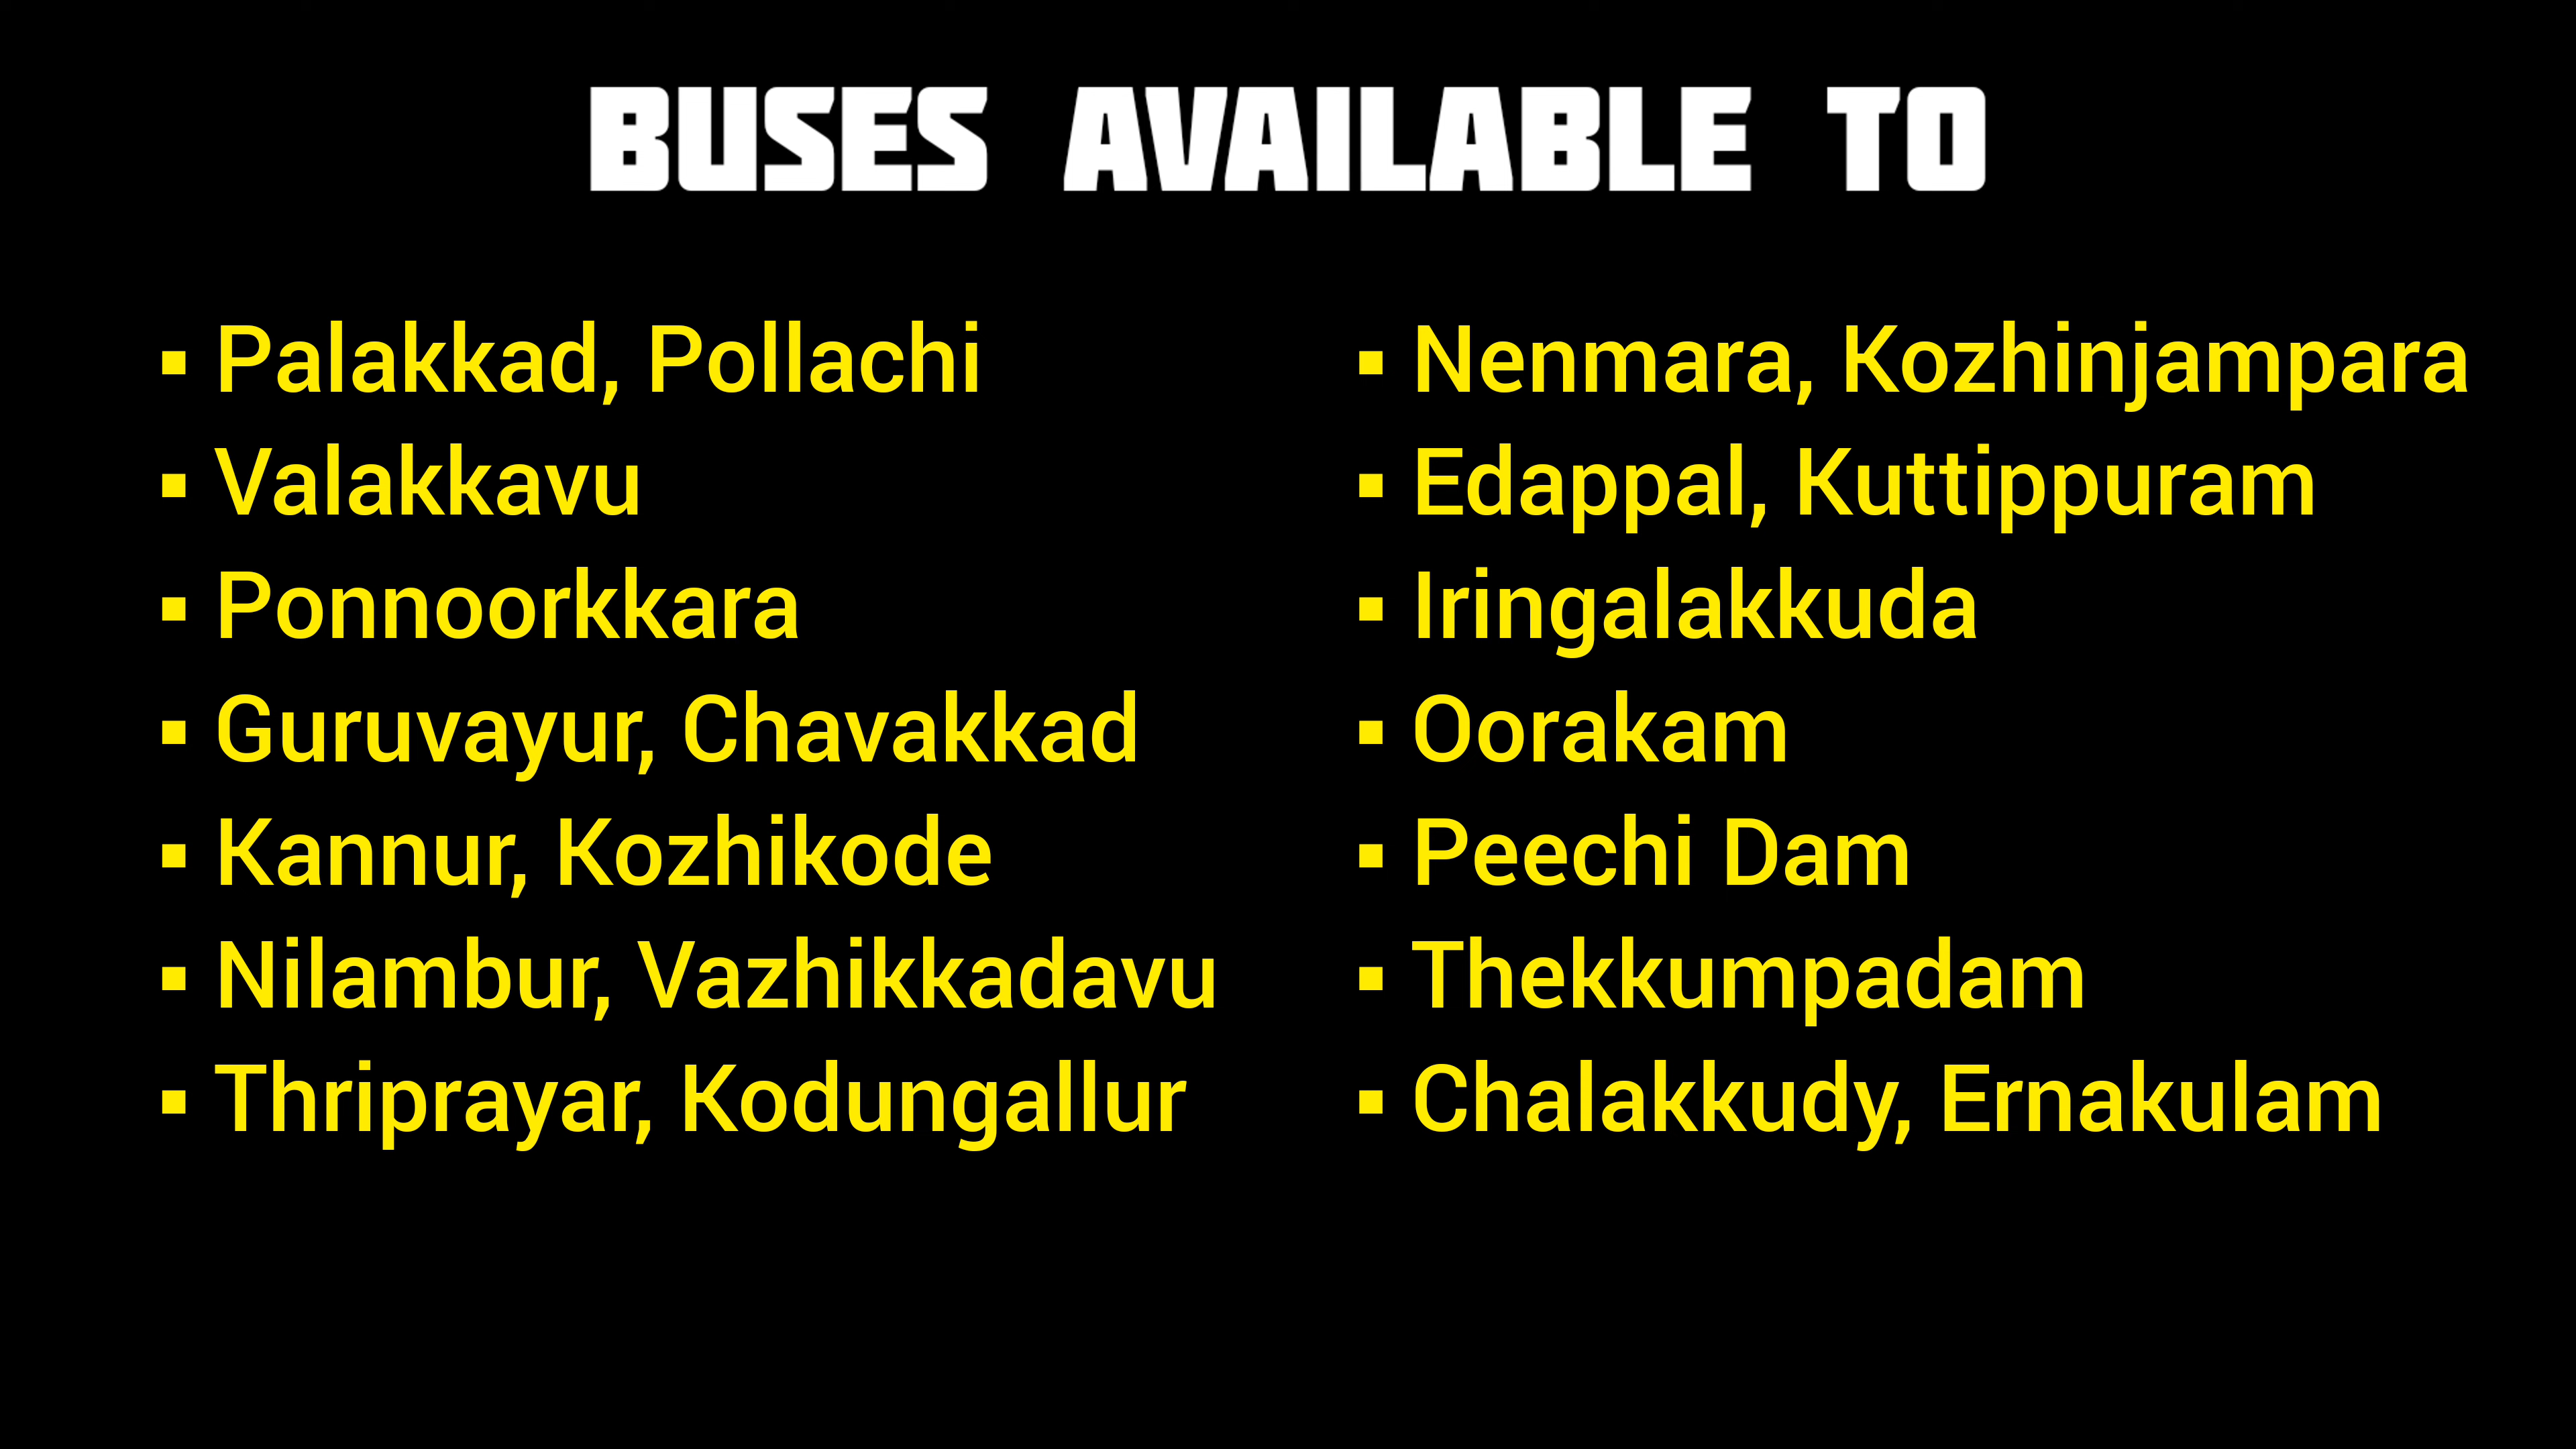 BUSES AVAILABLE TO
▪ Palakkad, Pollachi
▪ Valakkavu
▪ Ponnoorkkara
▪ Guruvayur, Chavakkad
▪ Kannur, Kozhikode
▪ Nilambur, Vazhikkadavu
▪ Thriprayar, Kodungallur
▪ Nenmara, Kozhinjampara
▪ Edappal, Kuttippuram
▪ Iringalakkuda
▪ Oorakam
▪ Peechi Dam
▪ Thekkumpadam
▪ Chalakkudy, Ernakulam